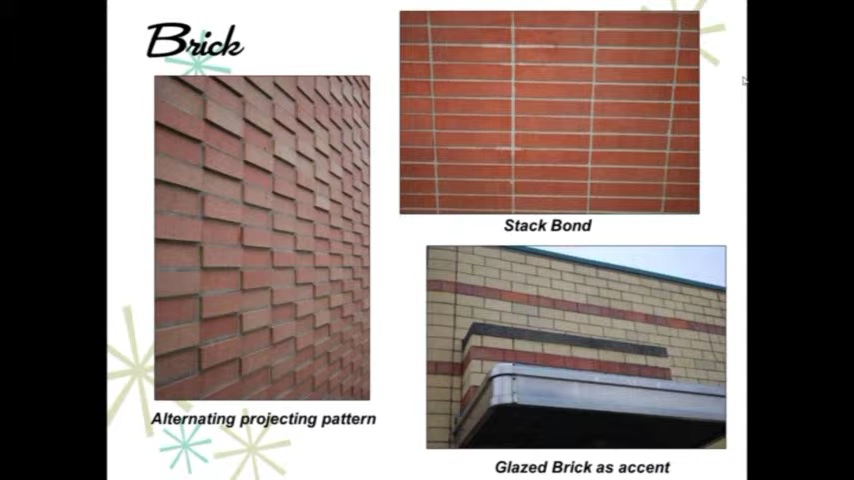 Brick
Stack Bond
Alternating projecting pattern
Glazed Brick as accent